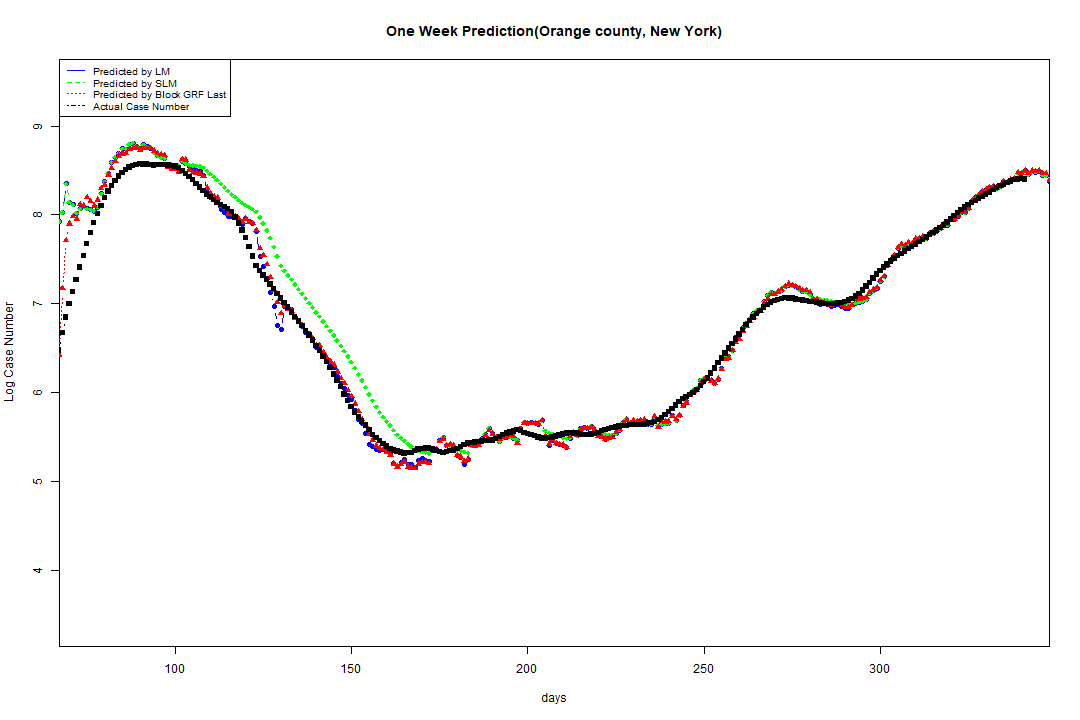 One Week Prediction(Orange county, New York)
Predicted by LM
Predicted by SLM
Predicted by Block GRF Last
Actual Case Number
Log Case Number
9
8
7
6
5
4
100 150 200 250 300
days